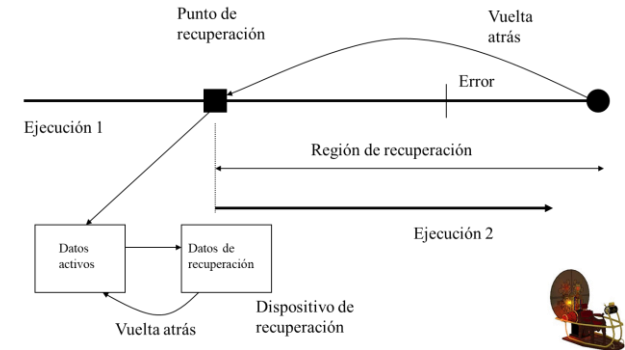 Punto de
recuperación
Vuelta
atrás
Error
Ejecución 1
Región de recuperación
Ejecución 2
Datos
activos
Datos de
recuperación
Dispositivo de
recuperación
Vuelta atrás